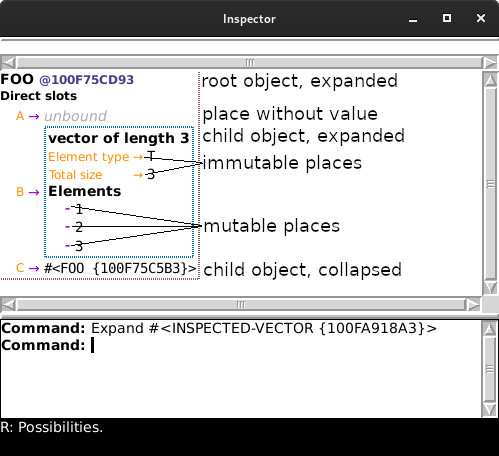 Inspector
FOO @100F75CD93 root object, expanded
Direct slots
A → unbound place without value
child object, expanded
vector of length 3
Element type → T immutable places
Total size → 3
B → Elements
- 1
- 2 mutable places
- 3
C → #<FOO {100F75C5B3}> child object, collapsed
Command: Expand #<INSPECTED-VECTOR {100FA918A3}>
Command:
R: Possibilities.